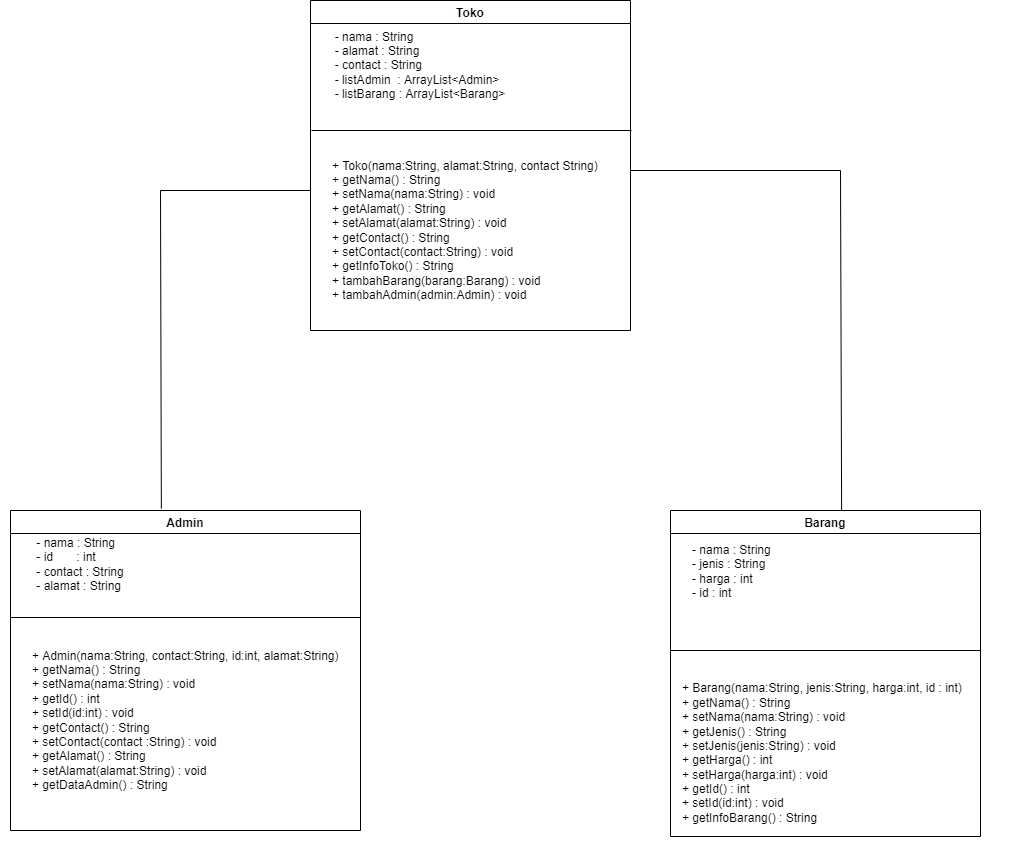 Toko
- nama : String
- alamat : String
- contact : String
- listAdmin  : ArrayList<Admin>
- listBarang : ArrayList<Barang>
+ Toko(nama:String, alamat:String, contact String)
+ getNama() : String
+ setNama(nama:String) : void
+ getAlamat() : String
+ setAlamat(alamat:String) : void
+ getContact() : String
+ setContact(contact:String) : void
+ getInfoToko() : String
+ tambahBarang(barang:Barang) : void
+ tambahAdmin(admin:Admin) : void
Admin
- nama : String
- id       : int
- contact : String
- alamat : String
+ Admin(nama:String, contact:String, id:int, alamat:String)
+ getNama() : String
+ setNama(nama:String) : void
+ getId() : int
+ setId(id:int) : void
+ getContact() : String
+ setContact(contact :String) : void
+ getAlamat() : String
+ setAlamat(alamat:String) : void
+ getDataAdmin() : String
Barang
- nama : String
- jenis : String
- harga : int
- id : int
+ Barang(nama:String, jenis:String, harga:int, id : int)
+ getNama() : String
+ setNama(nama:String) : void
+ getJenis() : String
+ setJenis(jenis:String) : void
+ getHarga() : int
+ setHarga(harga:int) : void
+ getId() : int
+ setId(id:int) : void
+ getInfoBarang() : String